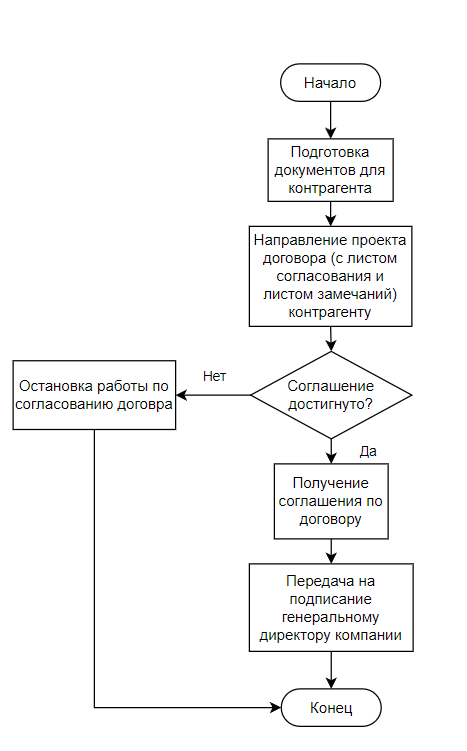 Начало
Подготовка
документов для
контрагента
Направление проекта
договора (с листом
согласования и
листом замечаний)
контрагенту
Нет
Соглашение
достигнуто?
Остановка работы по
согласованию договра
Да
Получение
соглашения по
договору
Передача на
подписание
генеральному
директору компании
Конец